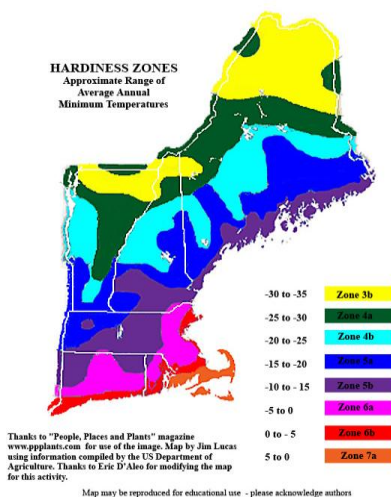 HARDINESS ZONES
Approximate Range of
Average Annual
Minimum Temperatures
-30 to -35 Zone 3b
-25 to -30 Zone 4a
-20 to -25 Zone 4b
-15 to -20 Zone 5a
-10 to - 15 Zone 5b
-5 to 0 Zone 6a
0 to - 5 Zone 6b
5 to 0 Zone 7a
Thanks to "People, Places and Plants" magazine
www.ppplants.com for use of the image. Map by Jim Lucas
using information compiled by the US Department of
Agriculture. Thanks to Eric D'Aleo for modifying the map
for this activity.
Map may be reproduced for educational use - please acknowledge authors